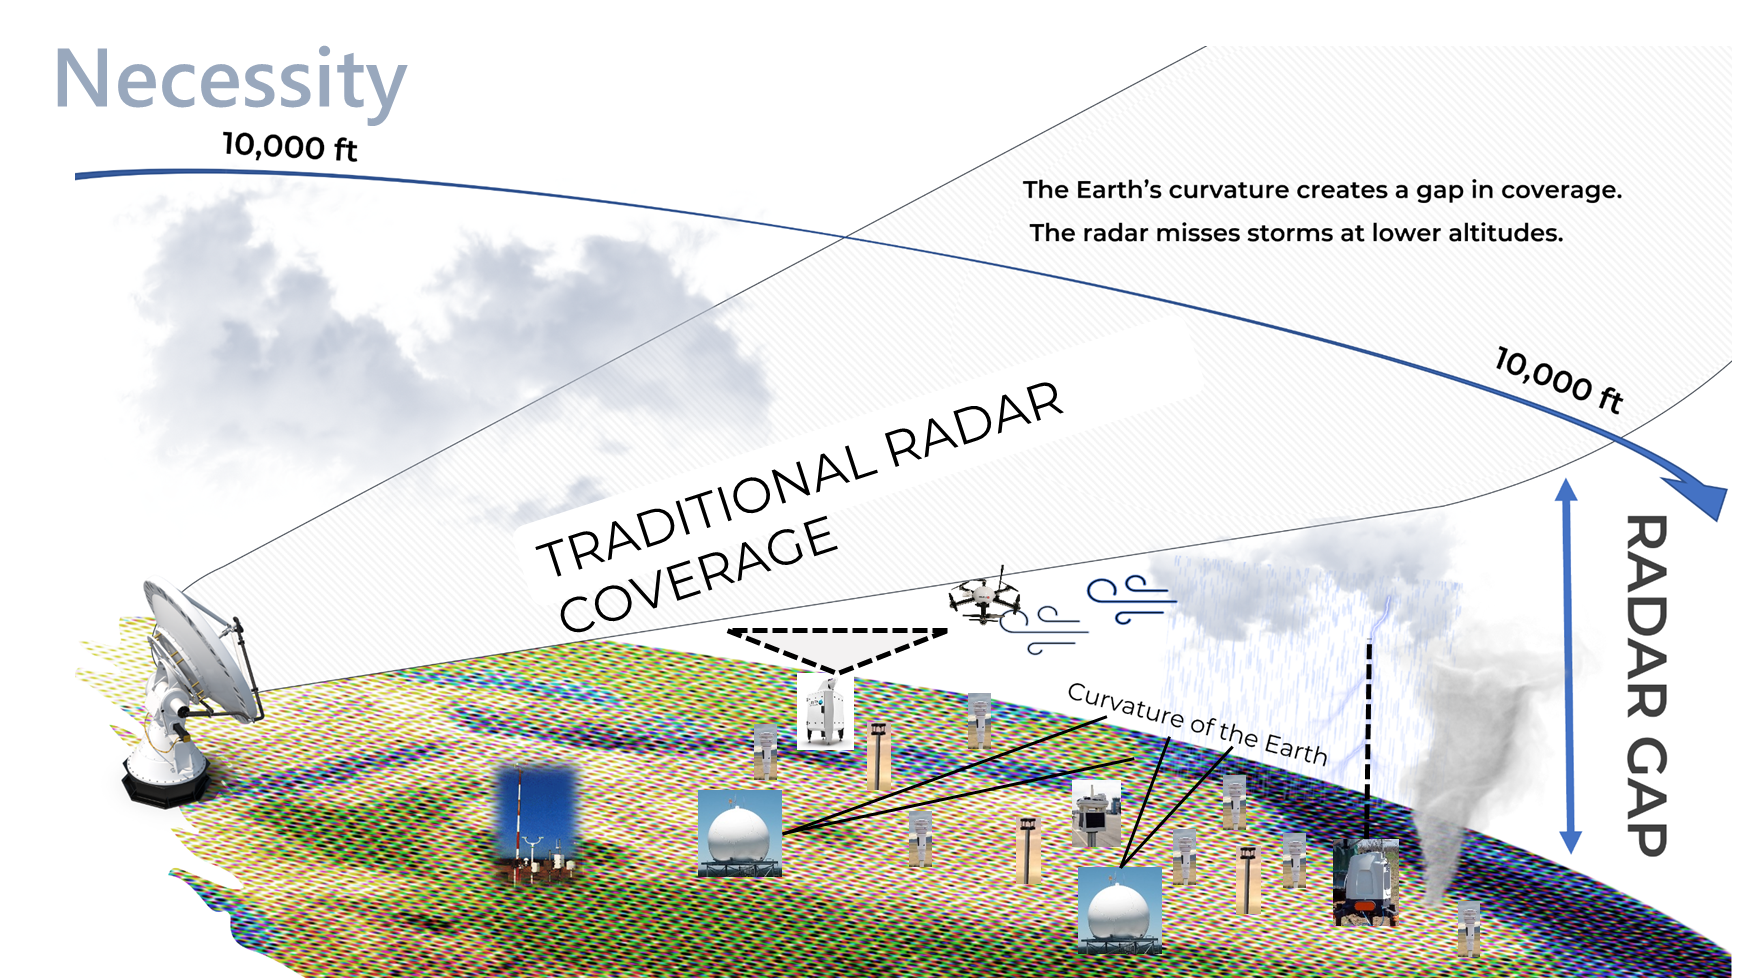 Necessity
10,000 ft
The Earth’s curvature creates a gap in coverage.
The radar misses storms at lower altitudes.
10,000 ft
TRADITIONAL RADAR
COVERAGE
RADAR GAP
Curvature of the Earth